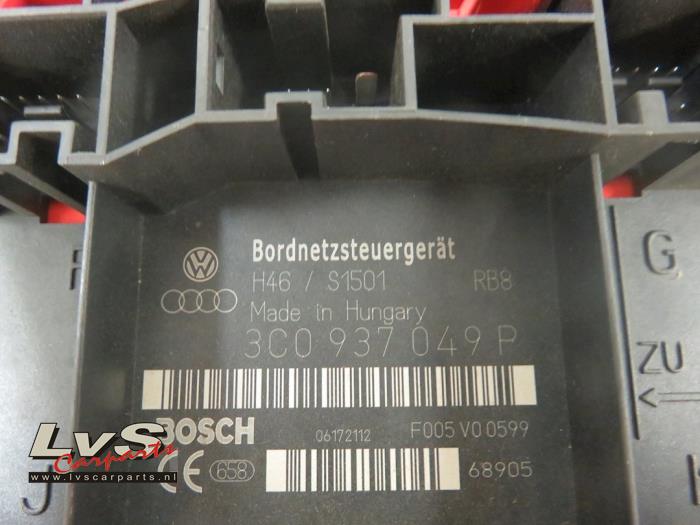 Bordnetzsteuergerät
H46 / S1501 RB8
Made in Hungary
3C0 937 049 P
BOSCH 06172112 F005 V0 0599
CE 658 68905
G
ZU
J
LvS
Carparts
www.lvscarparts.nl